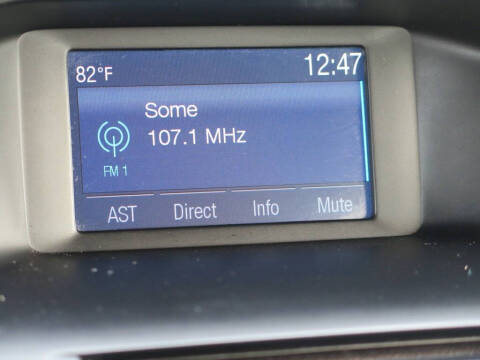 82°F 12:47
Some
107.1 MHz
FM 1
AST Direct Info Mute